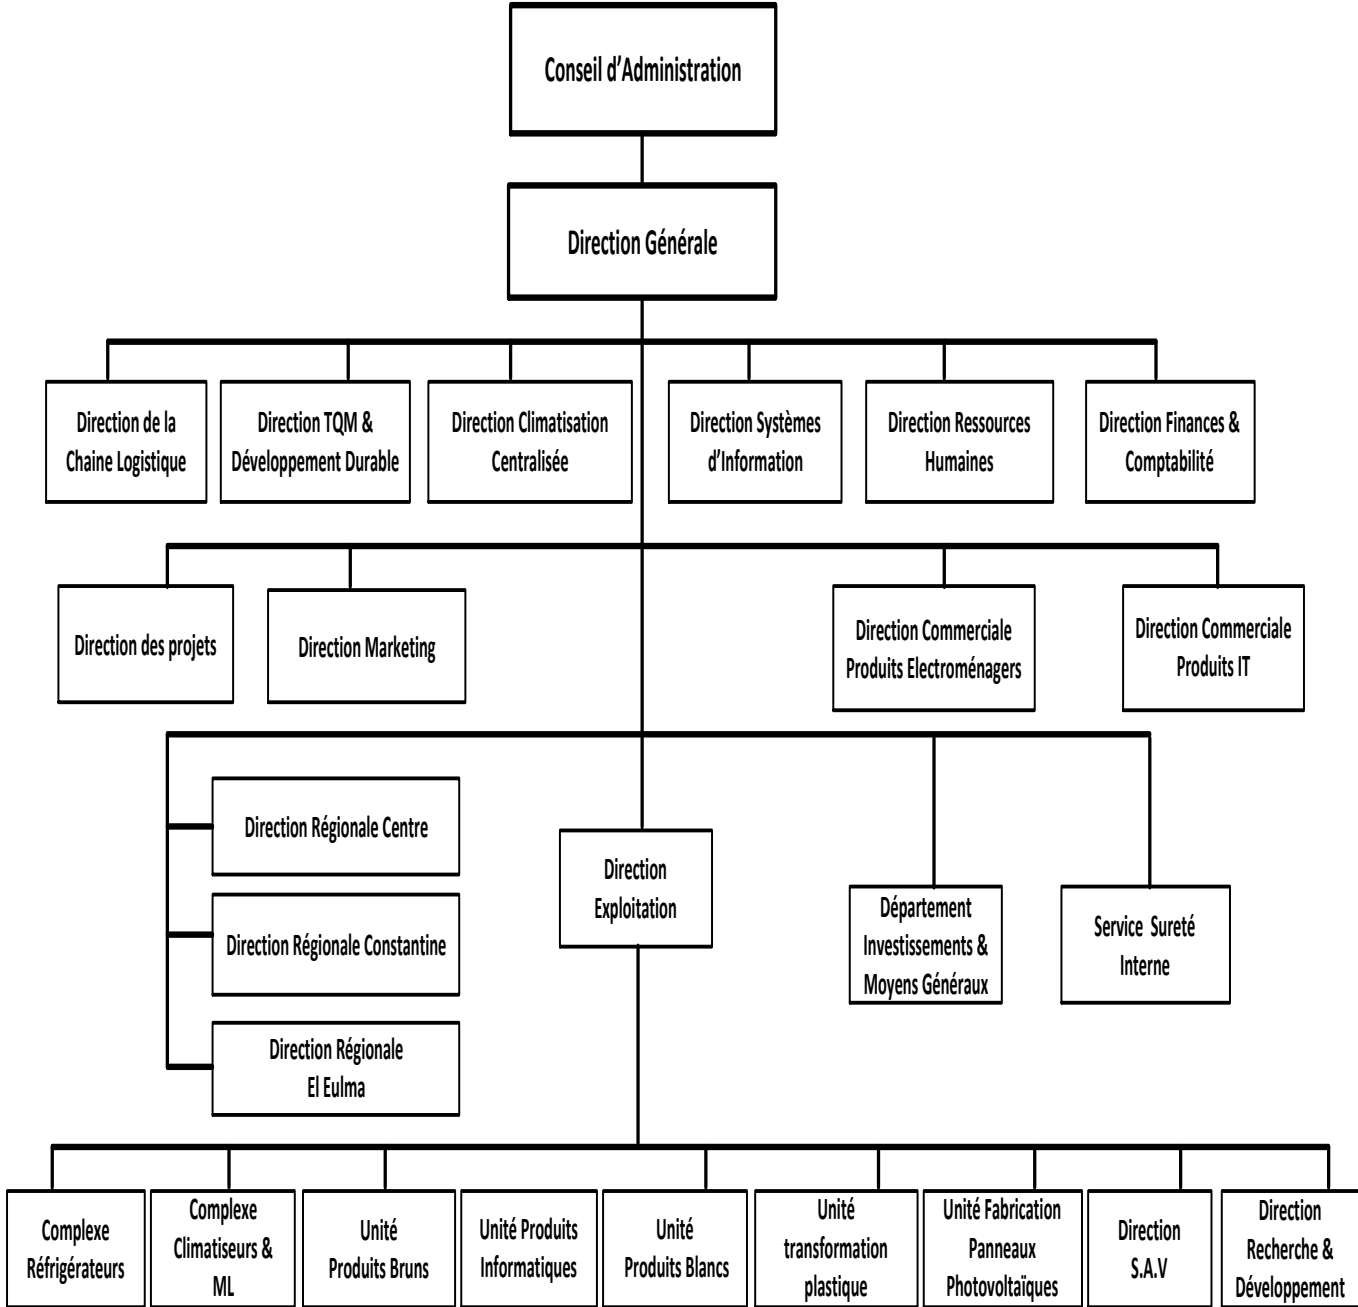 Conseil d'Administration
Direction Générale
Direction de la
Chaine Logistique
Direction TQM &
Développement Durable
Direction Climatisation
Centralisée
Direction Systèmes
d'Information
Direction Ressources
Humaines
Direction Finances &
Comptabilité
Direction des projets
Direction Marketing
Direction Commerciale
Produits Electroménagers
Direction Commerciale
Produits IT
Direction Régionale Centre
Direction Régionale Constantine
Direction Régionale
El Eulma
Direction
Exploitation
Département
Investissements &
Moyens Généraux
Service Sureté
Interne
Complexe
Réfrigérateurs
Complexe
Climatiseurs &
ML
Unité
Produits Bruns
Unité Produits
Informatiques
Unité
Produits Blancs
Unité
transformation
plastique
Unité Fabrication
Panneaux
Photovoltaïques
Direction
S.A.V
Direction
Recherche &
Développement